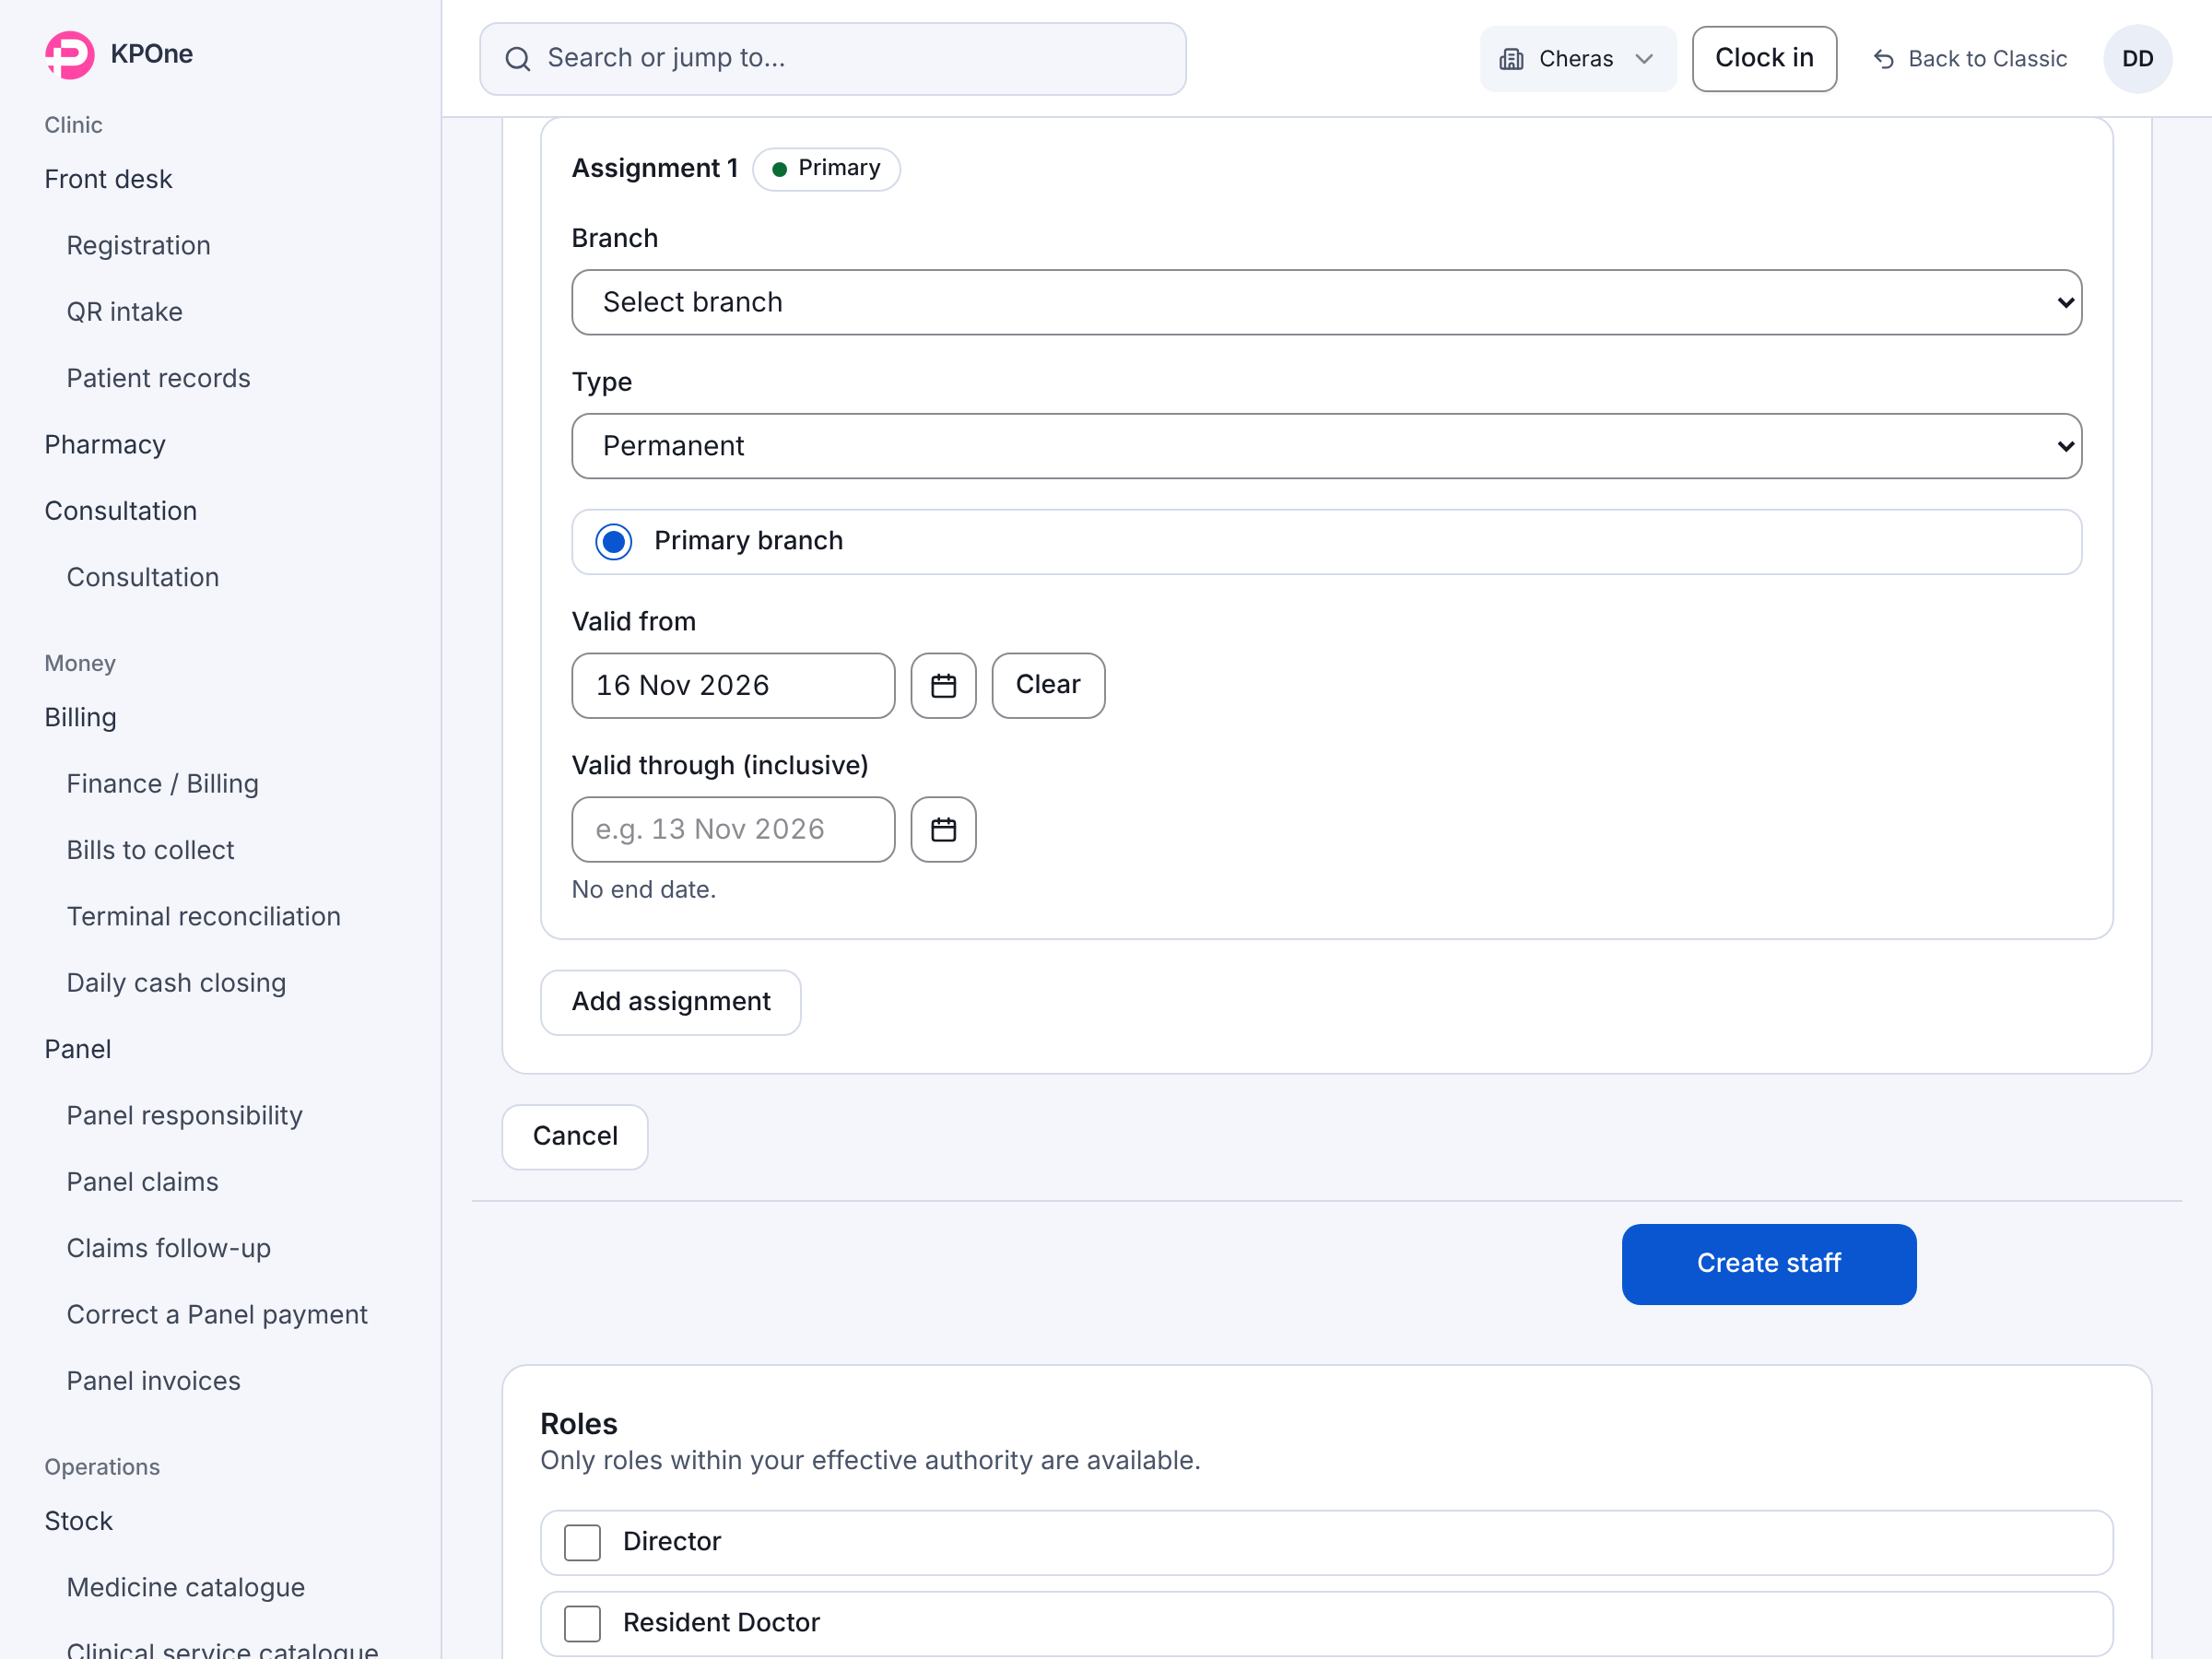 KPOne
Clinic
Front desk
Registration
QR intake
Patient records
Pharmacy
Consultation
Consultation
Money
Billing
Finance / Billing
Bills to collect
Terminal reconciliation
Daily cash closing
Panel
Panel responsibility
Panel claims
Claims follow-up
Correct a Panel payment
Panel invoices
Operations
Stock
Medicine catalogue
Clinical service catalogue
Search or jump to...
Cheras
Clock in
Back to Classic
DD
Assignment 1
Primary
Branch
Select branch
Type
Permanent
Primary branch
Valid from
16 Nov 2026
Clear
Valid through (inclusive)
e.g. 13 Nov 2026
No end date.
Add assignment
Cancel
Create staff
Roles
Only roles within your effective authority are available.
Director
Resident Doctor